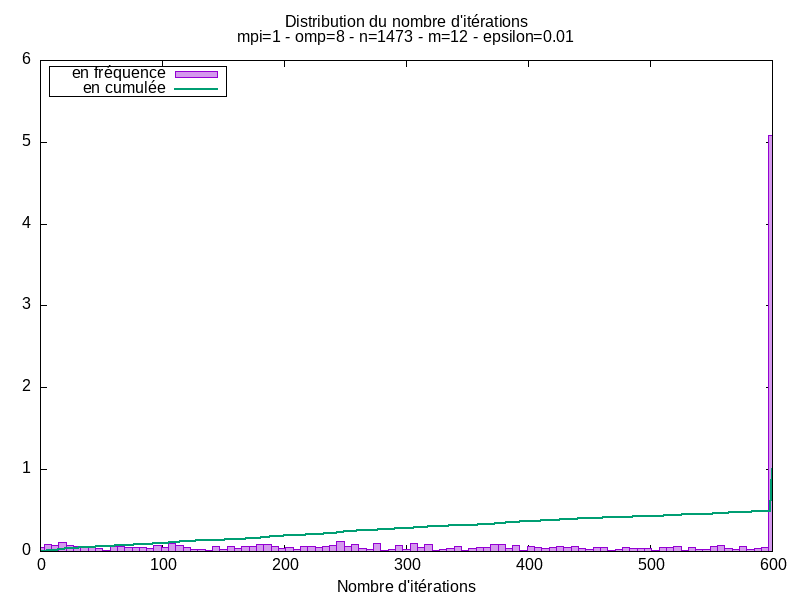 Distribution du nombre d'itérations
mpi=1 - omp=8 - n=1473 - m=12 - epsilon=0.01
en fréquence
en cumulée
6
5
4
3
2
1
0
0 100 200 300 400 500 600
Nombre d'itérations